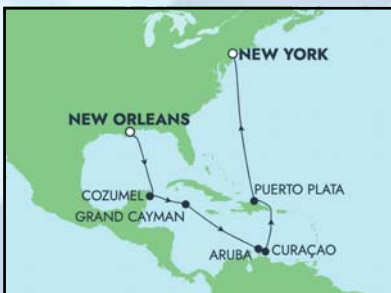 NEW YORK
NEW ORLEANS
COZUMEL
GRAND CAYMAN
PUERTO PLATA
ARUBA
CURAÇAO